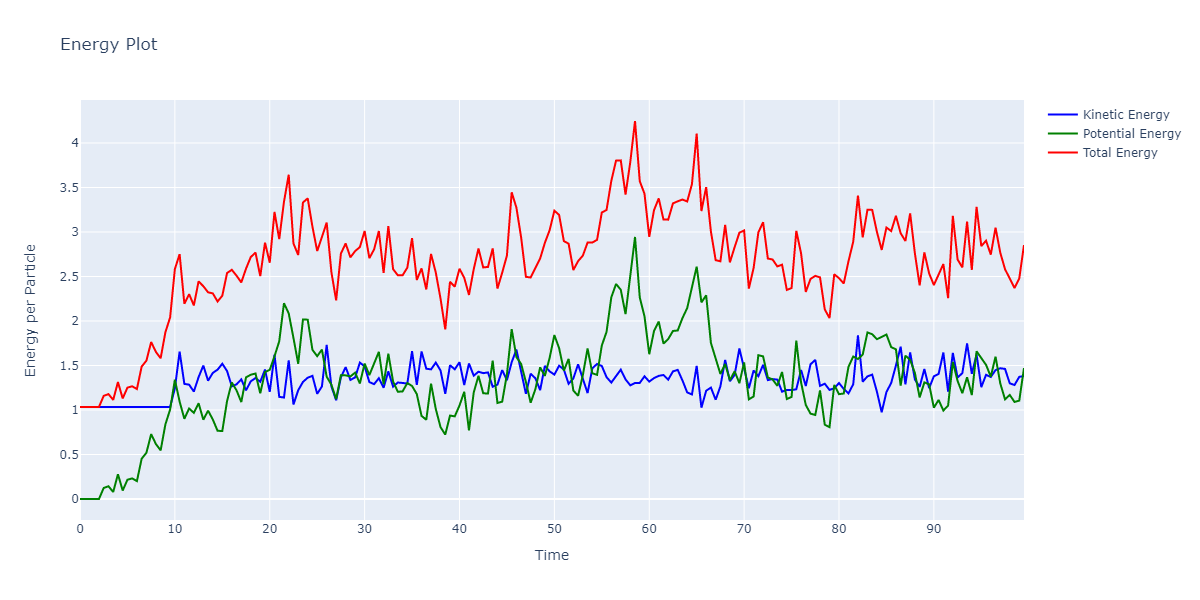 Energy Plot
Kinetic Energy
Potential Energy
Total Energy
Energy per Particle
4
3.5
3
2.5
2
1.5
1
0.5
0
0 10 20 30 40 50 60 70 80 90
Time